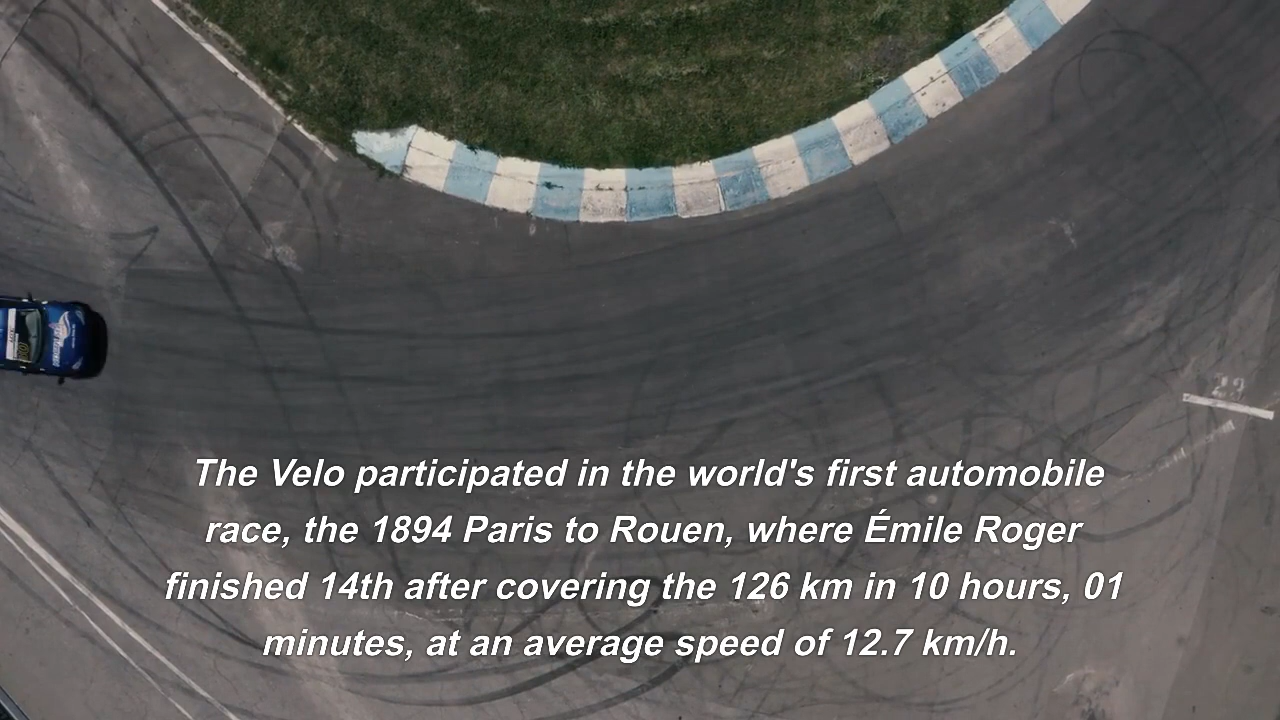 The Velo participated in the world's first automobile
race, the 1894 Paris to Rouen, where Émile Roger
finished 14th after covering the 126 km in 10 hours, 01
minutes, at an average speed of 12.7 km/h.
23